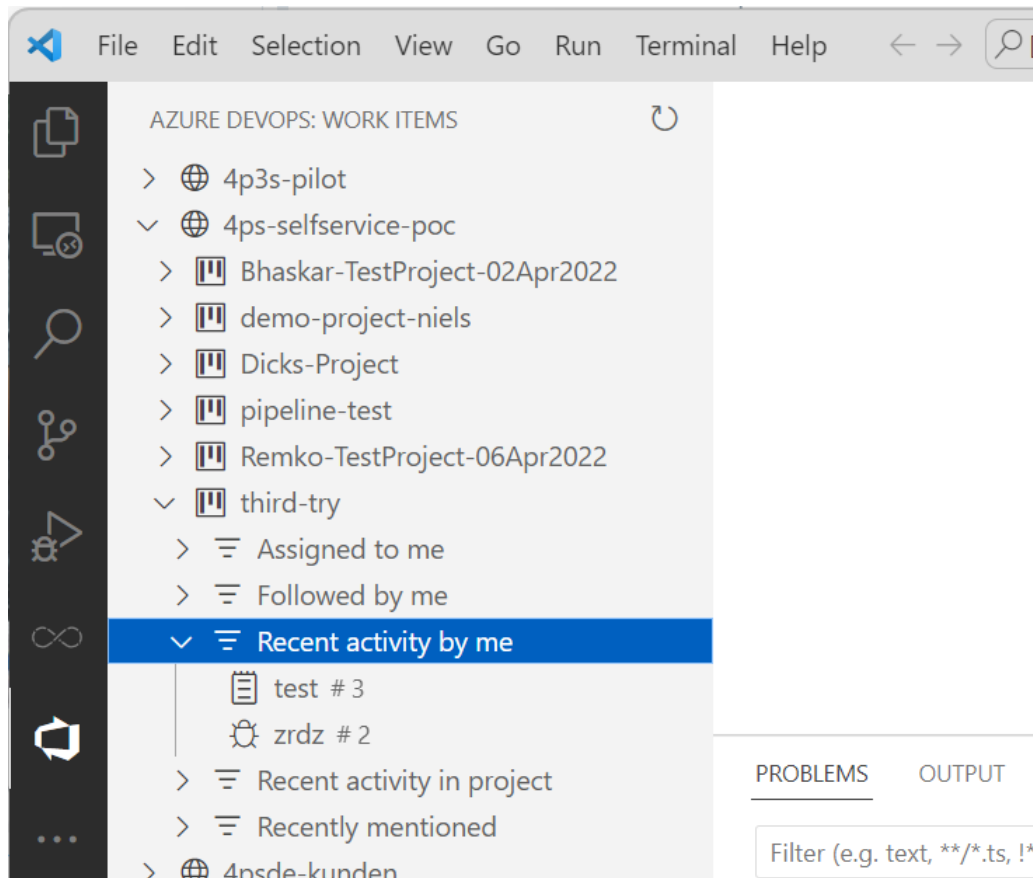 File Edit Selection View Go Run Terminal Help
AZURE DEVOPS: WORK ITEMS
4p3s-pilot
4ps-selfservice-poc
Bhaskar-TestProject-02Apr2022
demo-project-niels
Dicks-Project
pipeline-test
Remko-TestProject-06Apr2022
third-try
Assigned to me
Followed by me
Recent activity by me
test # 3
zrdz # 2
Recent activity in project
Recently mentioned
4psde-kunden
PROBLEMS OUTPUT
Filter (e.g. text, **/*.ts, !*